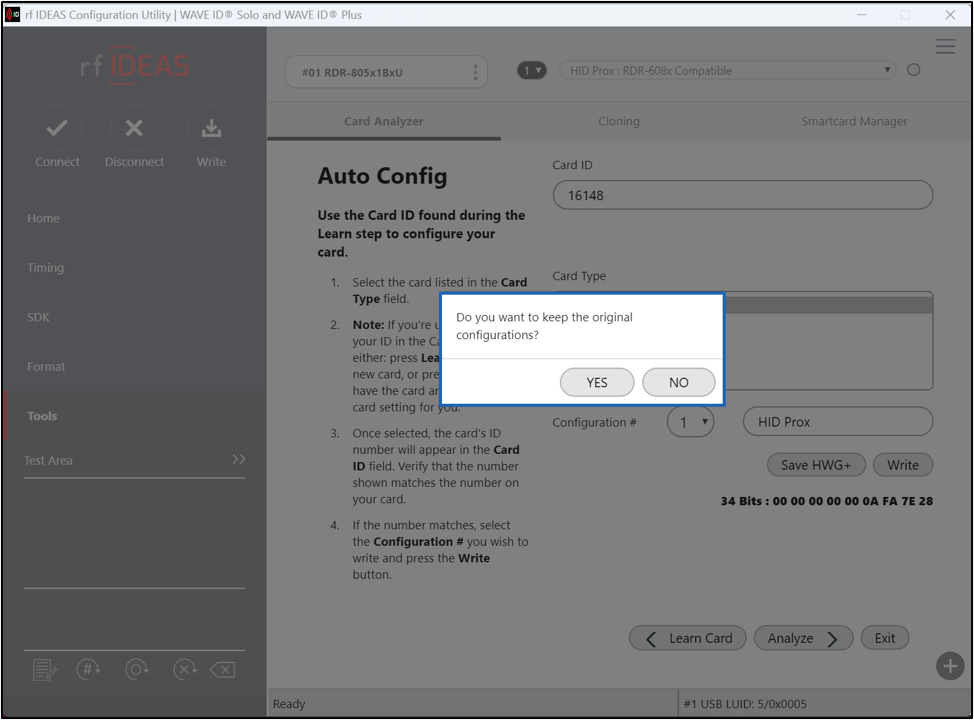 rf IDEAS Configuration Utility | WAVE ID® Solo and WAVE ID® Plus
rf IDEAS
#01 RDR-805x1BxU
1
HID Prox : RDR-608x Compatible
Connect
Disconnect
Write
Card Analyzer
Cloning
Smartcard Manager
Home
Timing
SDK
Format
Tools
Test Area
Auto Config
Use the Card ID found during the
Learn step to configure your
card.
1. Select the card listed in the Card
Type field.
2. Note: If you're u
your ID in the Ca
either: press Lea
new card, or pre
have the card an
card setting for you.
3. Once selected, the card's ID
number will appear in the Card
ID field. Verify that the number
shown matches the number on
your card.
4. If the number matches, select
the Configuration # you wish to
write and press the Write
button.
Card ID
16148
Card Type
Do you want to keep the original
configurations?
YES
NO
Configuration #
1
HID Prox
Save HWG+
Write
34 Bits : 00 00 00 00 00 0A FA 7E 28
Learn Card
Analyze
Exit
Ready
#1 USB LUID: 5/0x0005